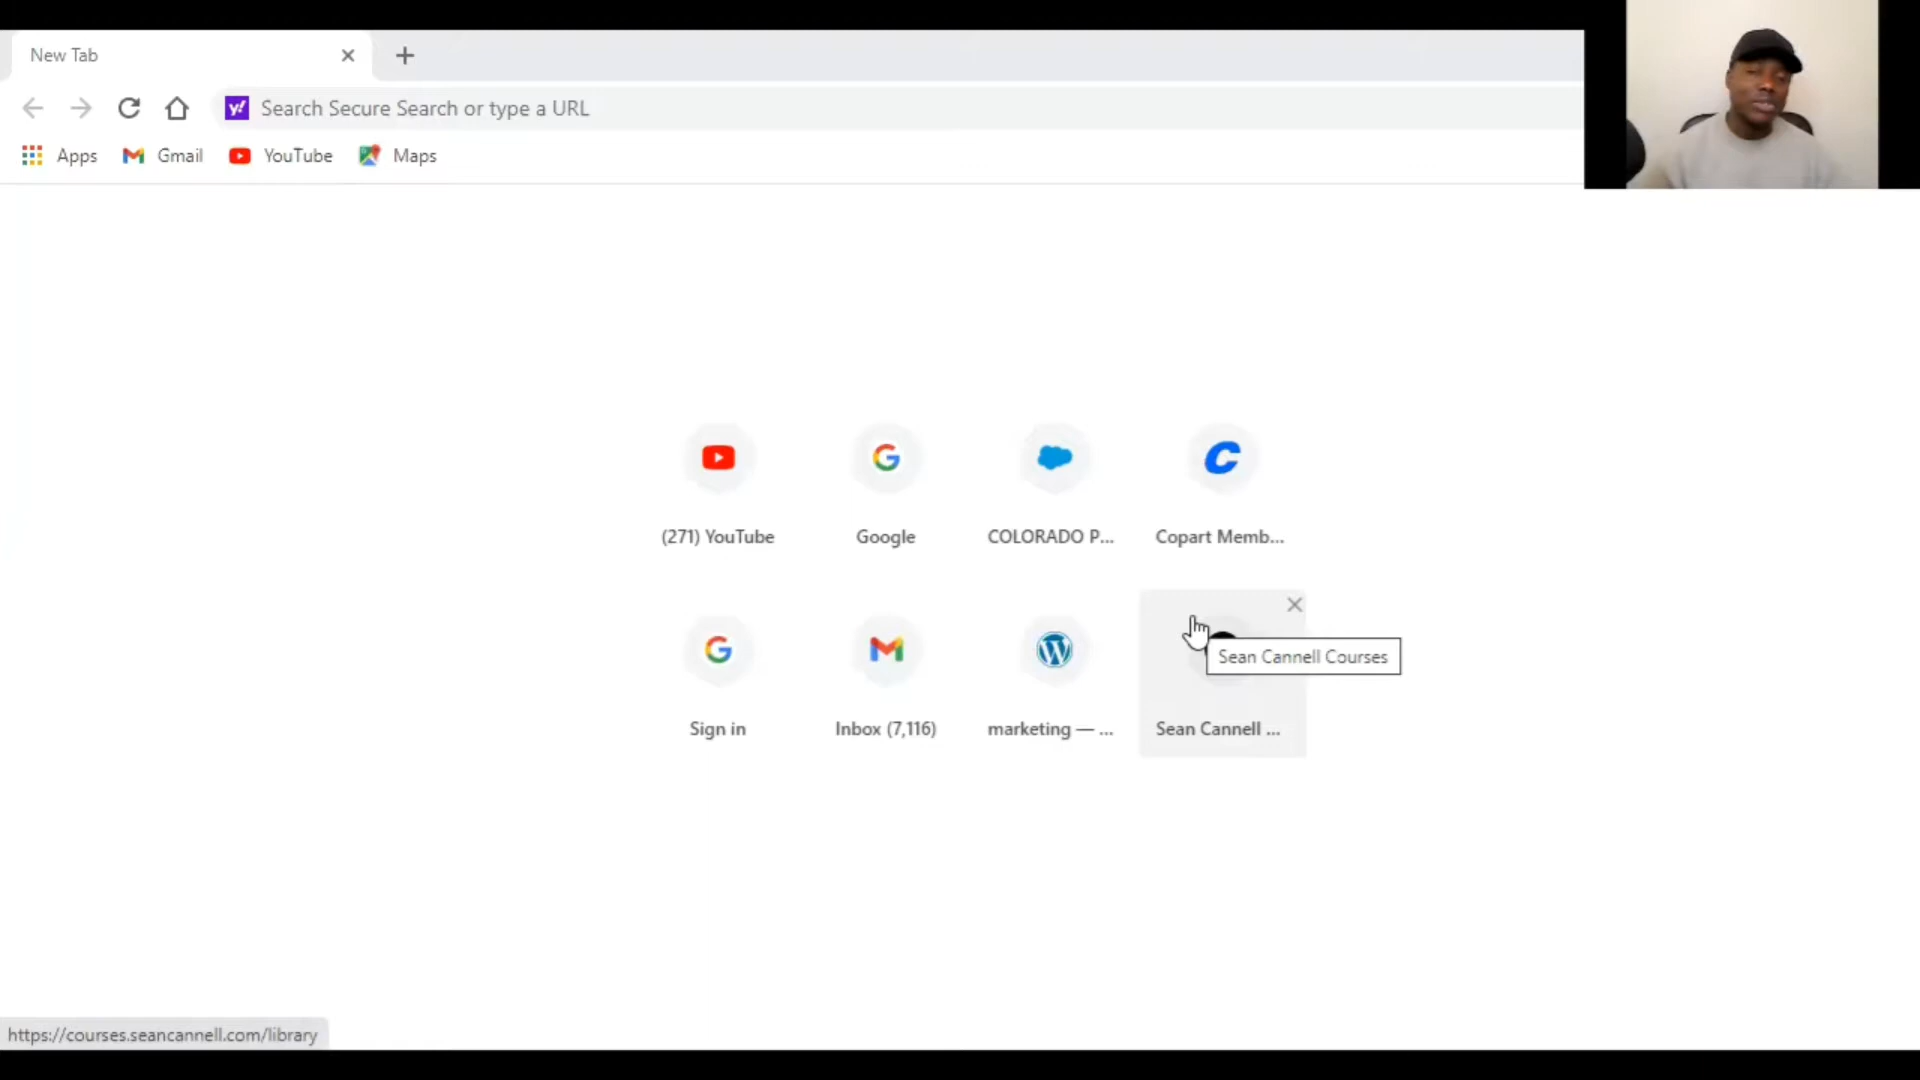 New Tab
Search Secure Search or type a URL
Apps Gmail YouTube Maps
(271) YouTube Google COLORADO P... Copart Memb...
Sean Cannell Courses
Sign in Inbox (7,116) marketing — ... Sean Cannell ...
https://courses.seancannell.com/library